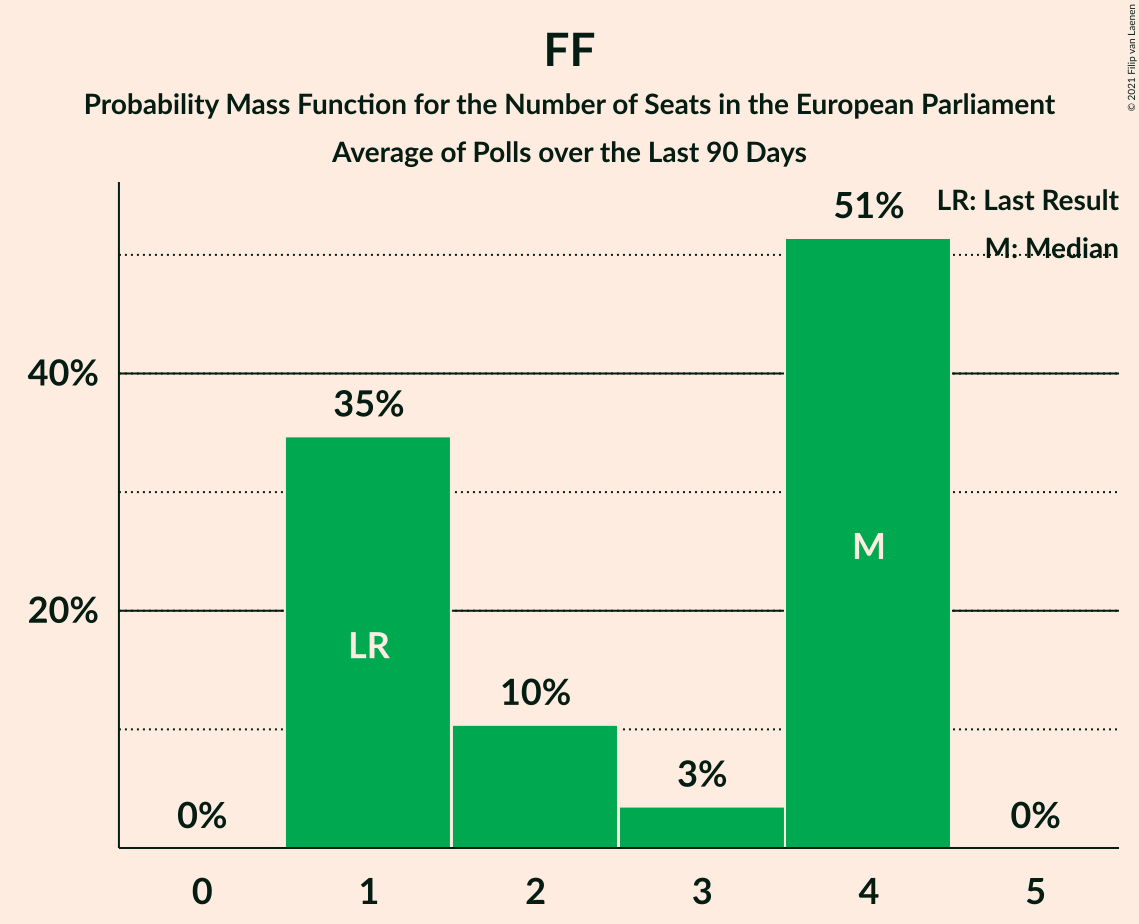 FF
Probability Mass Function for the Number of Seats in the European Parliament
Average of Polls over the Last 90 Days
© 2021 Filip van Laenen
LR: Last Result
M: Median
40%
20%
0%
35%
10%
3%
51%
0%
LR
M
0 1 2 3 4 5